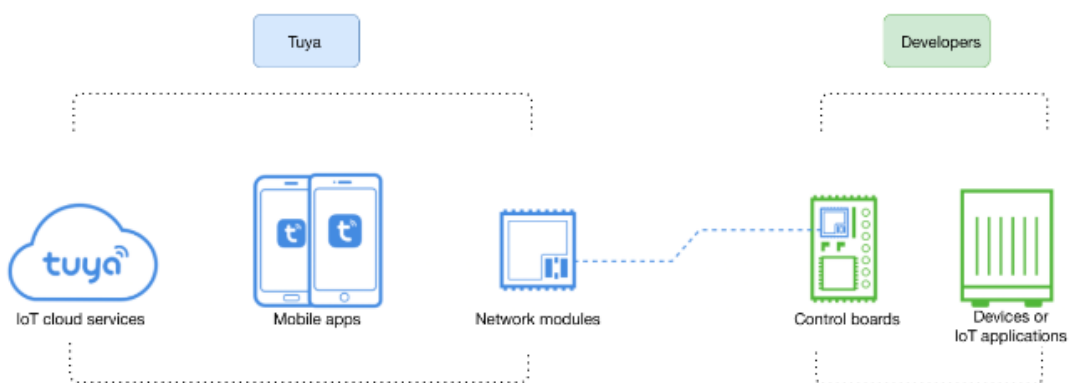 Tuya
Developers
tuya
t
t
IoT cloud services
Mobile apps
Network modules
Control boards
Devices or
IoT applications